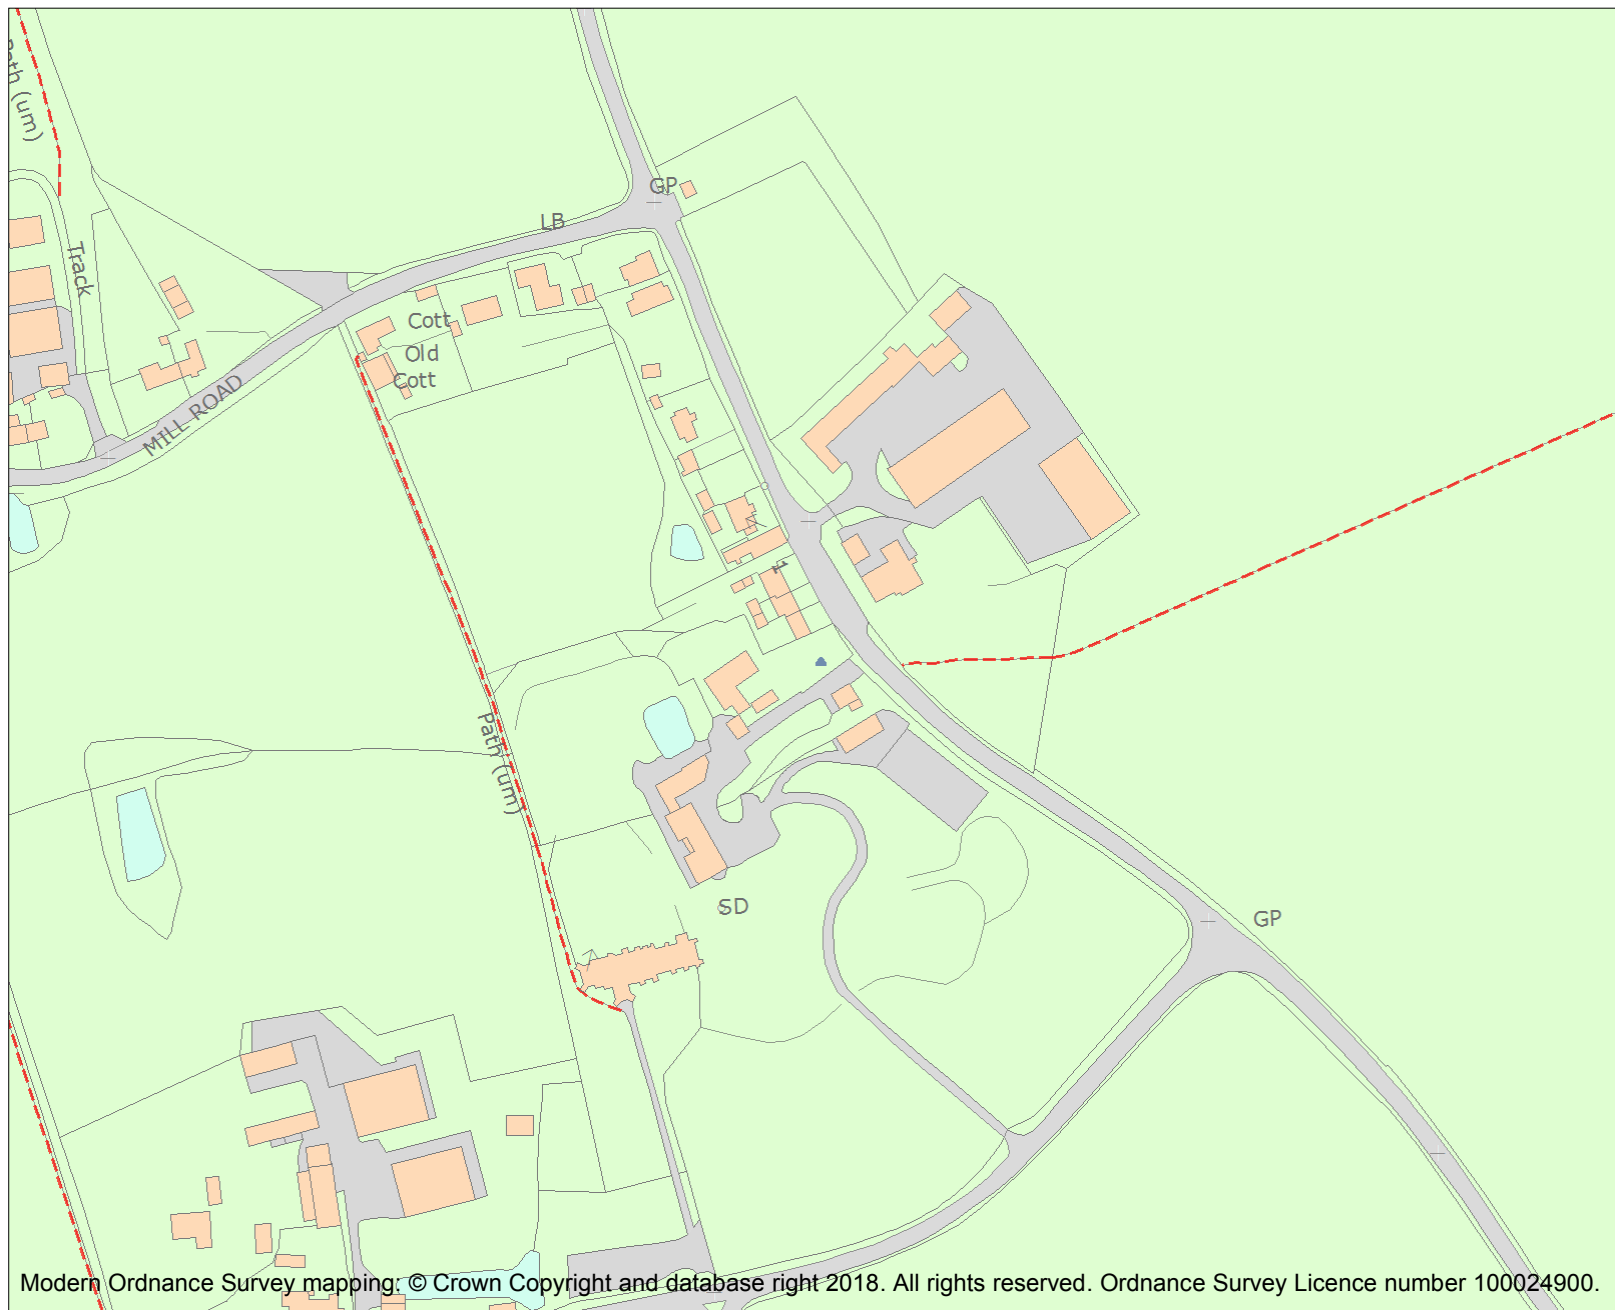 Path (um)
GP
LB
Track
Cott
Old
Cott
MILL ROAD
1
Path (um)
SD
GP
Modern Ordnance Survey mapping: © Crown Copyright and database right 2018. All rights reserved. Ordnance Survey Licence number 100024900.